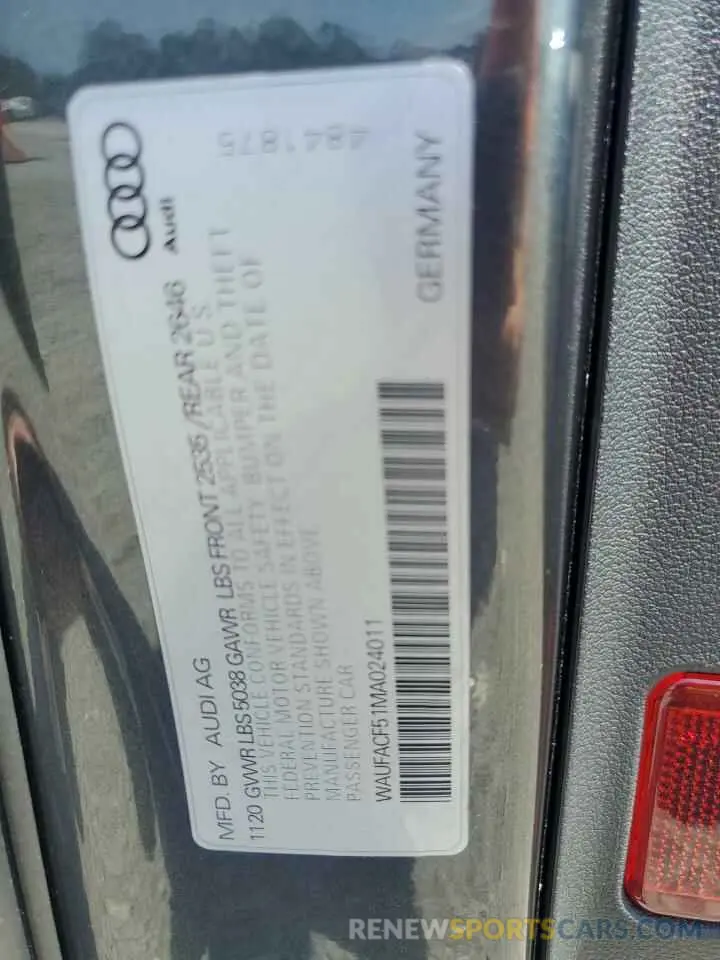 4841875
Audi
MFD. BY AUDI AG
1120 GVWR LBS 5038 GAWR LBS FRONT 2535 /REAR 2646
THIS VEHICLE CONFORMS TO ALL APPLICABLE U S
FEDERAL MOTOR VEHICLE SAFETY BUMPER AND THEFT
PREVENTION STANDARDS IN EFFECT ON THE DATE OF
MANUFACTURE SHOWN ABOVE
PASSENGER CAR
GERMANY
WAUFACF51MA024011
RENEWSPORTSCARS.COM